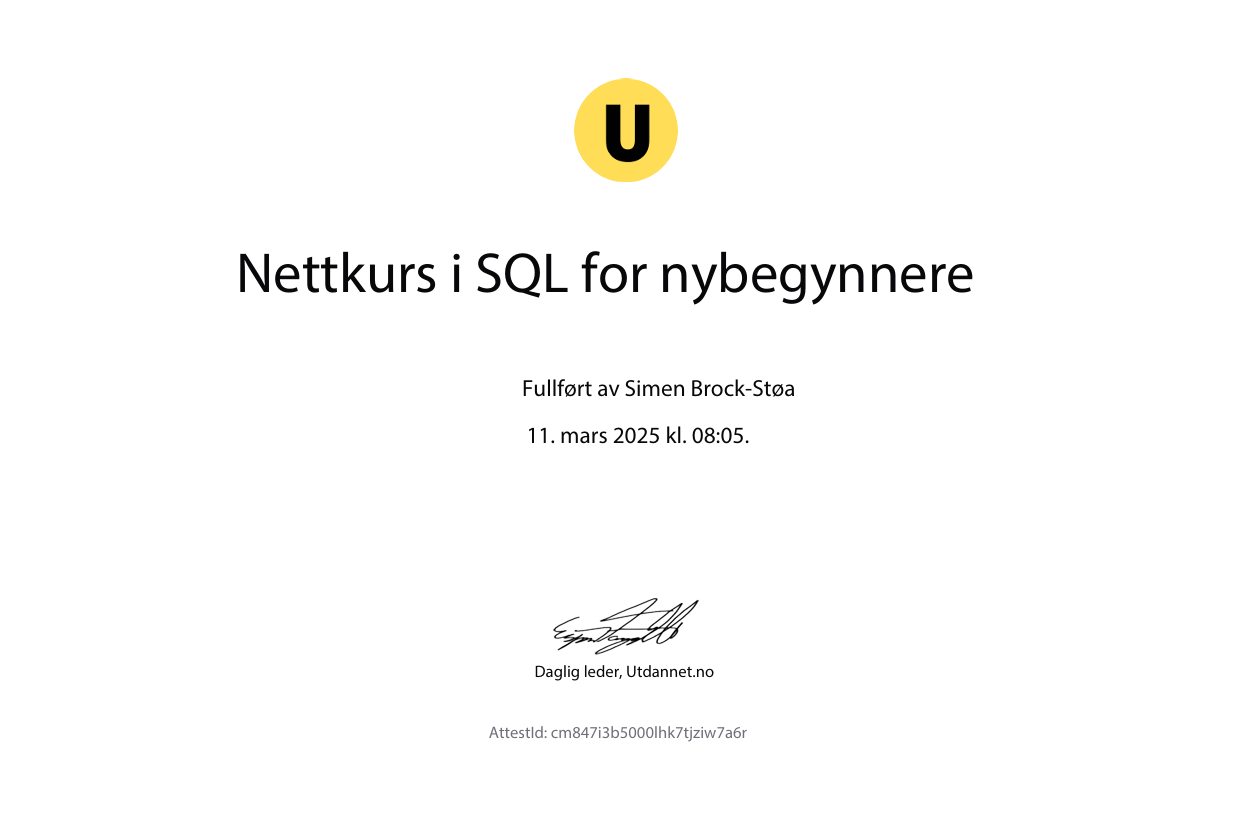 U
Nettkurs i SQL for nybegynnere
Fullført av Simen Brock-Støa
11. mars 2025 kl. 08:05.
Daglig leder, Utdannet.no
AttestId: cm847i3b5000lhk7tjziw7a6r